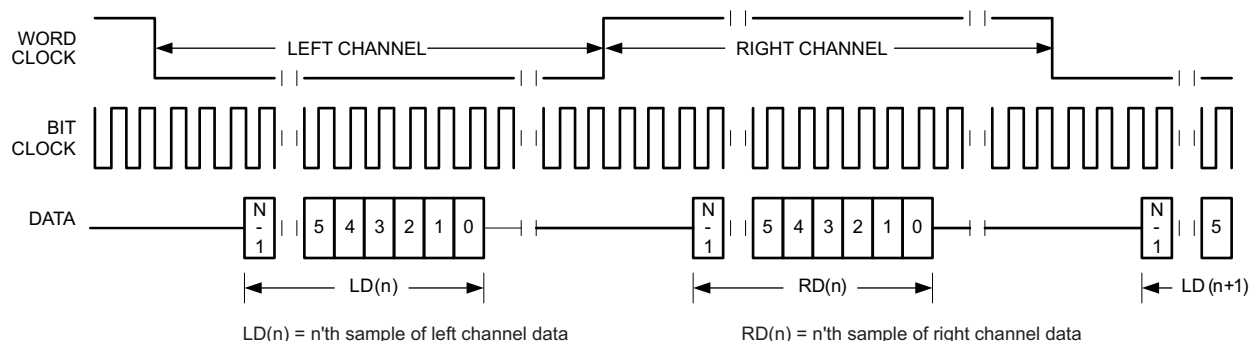 WORD
CLOCK
LEFT CHANNEL
RIGHT CHANNEL
BIT
CLOCK
DATA
N
-
1
5 4 3 2 1 0
N
-
1
5 4 3 2 1 0
N
-
1
5
LD(n)
RD(n)
LD (n+1)
LD(n) = n'th sample of left channel data
RD(n) = n'th sample of right channel data